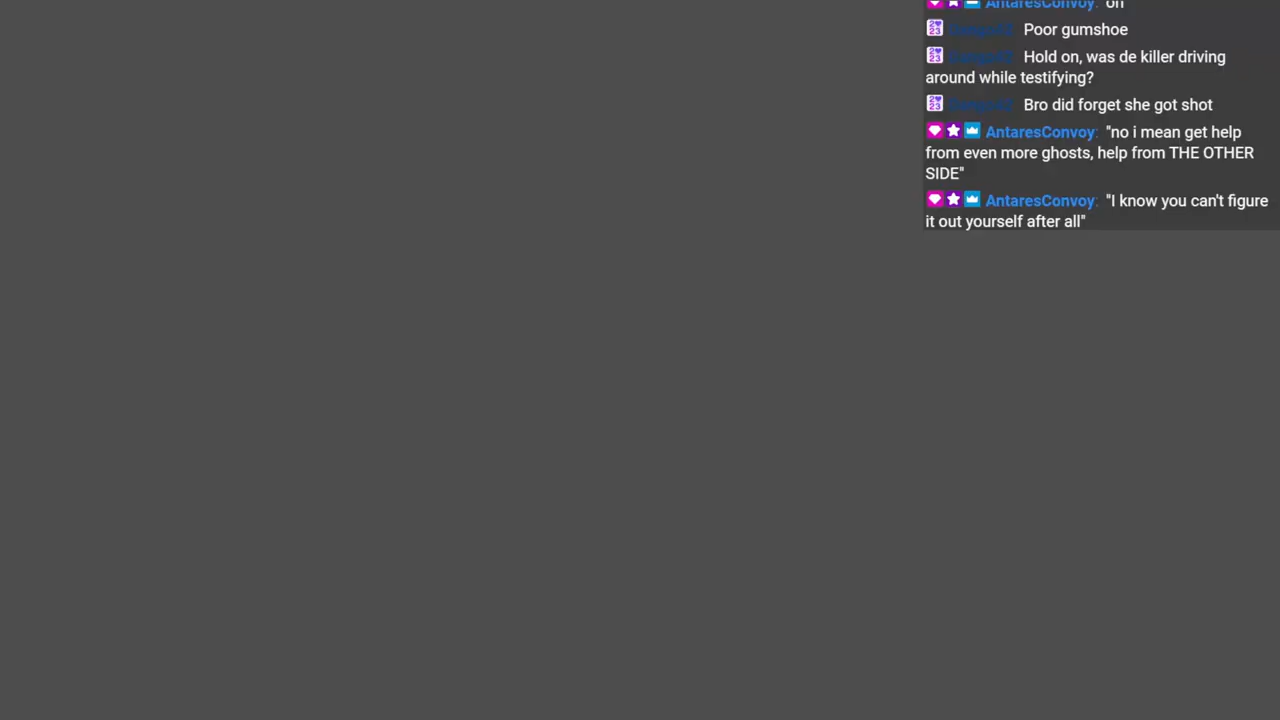 AntaresConvoy: on
Poor gumshoe
Hold on, was de killer driving
around while testifying?
Bro did forget she got shot
AntaresConvoy: "no i mean get help
from even more ghosts, help from THE OTHER
SIDE"
AntaresConvoy: "I know you can't figure
it out yourself after all"